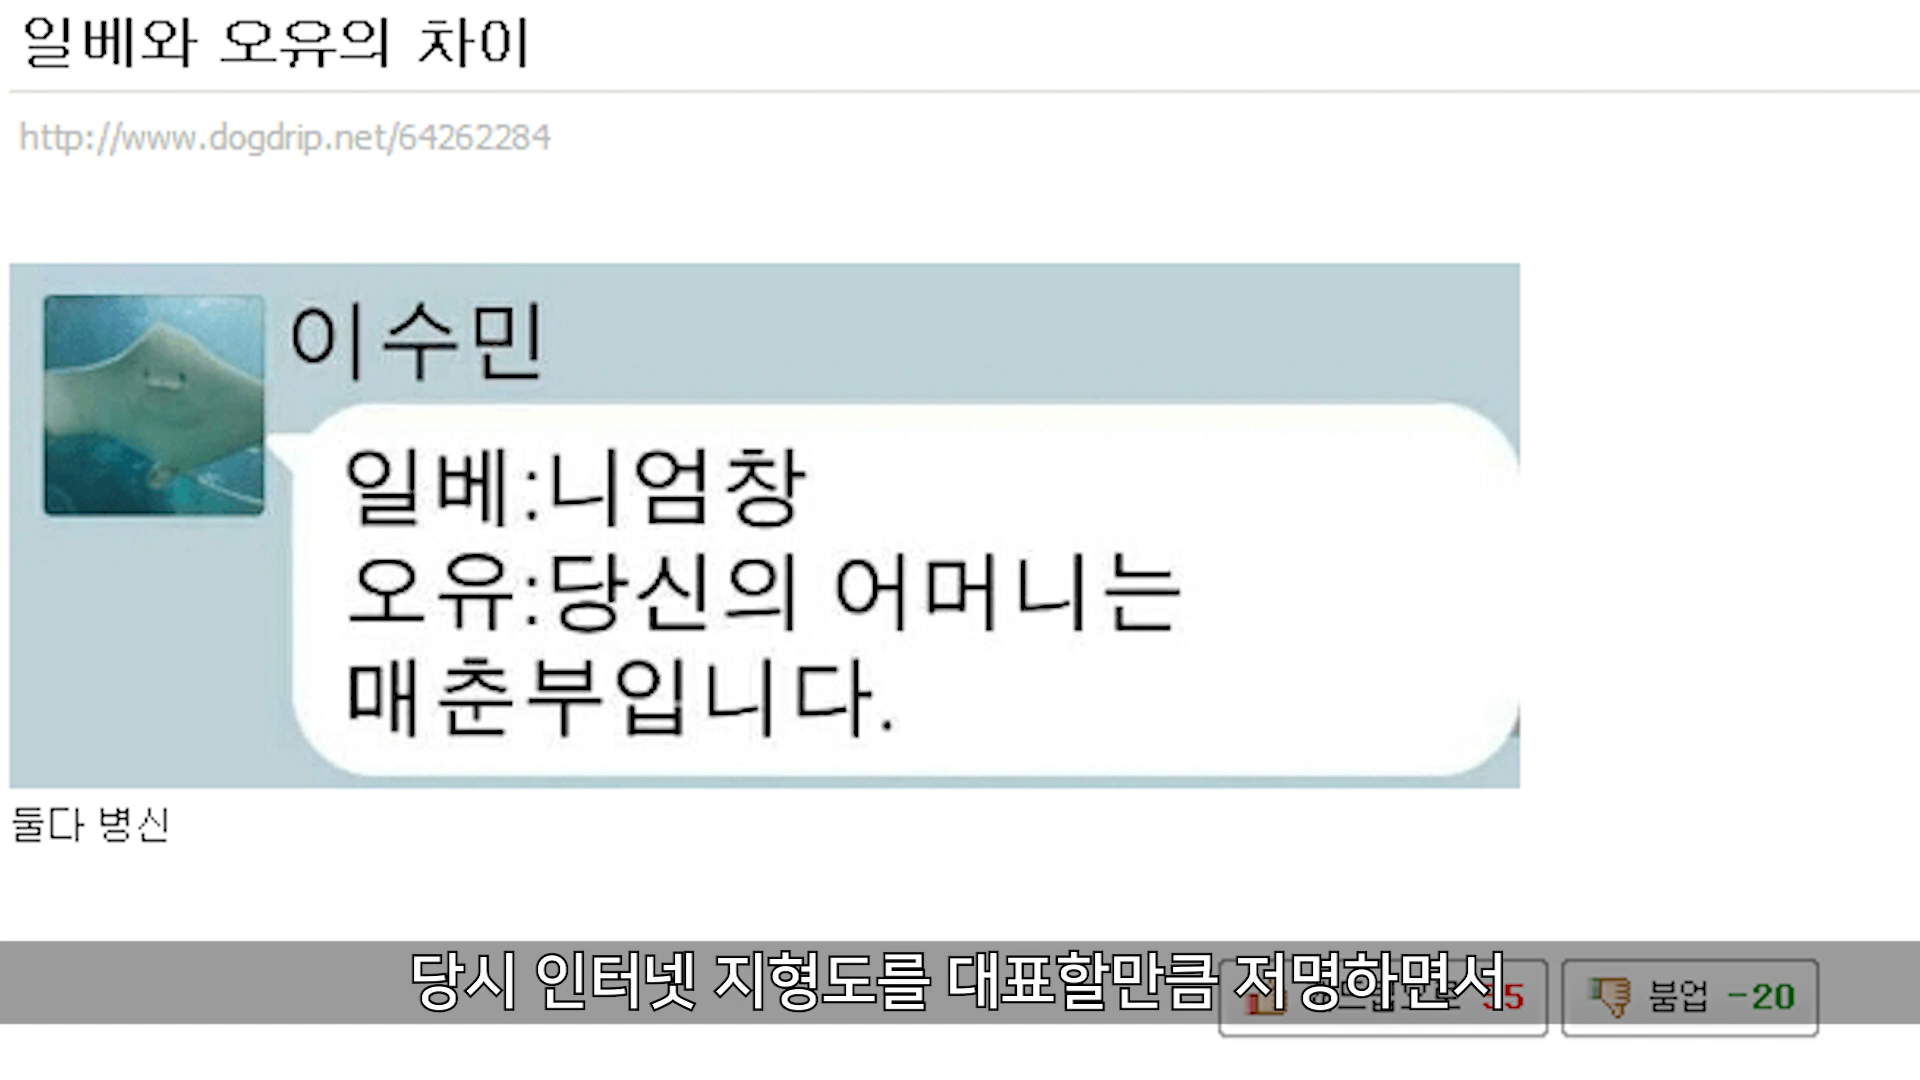 일베와 오유의 차이
http://www.dogdrip.net/64262284
이수민
일베:니엄창
오유:당신의 어머니는
매춘부입니다.
둘다 병신
당시 인터넷 지형도를 대표할만큼 저명하면서
35
붐업 -20